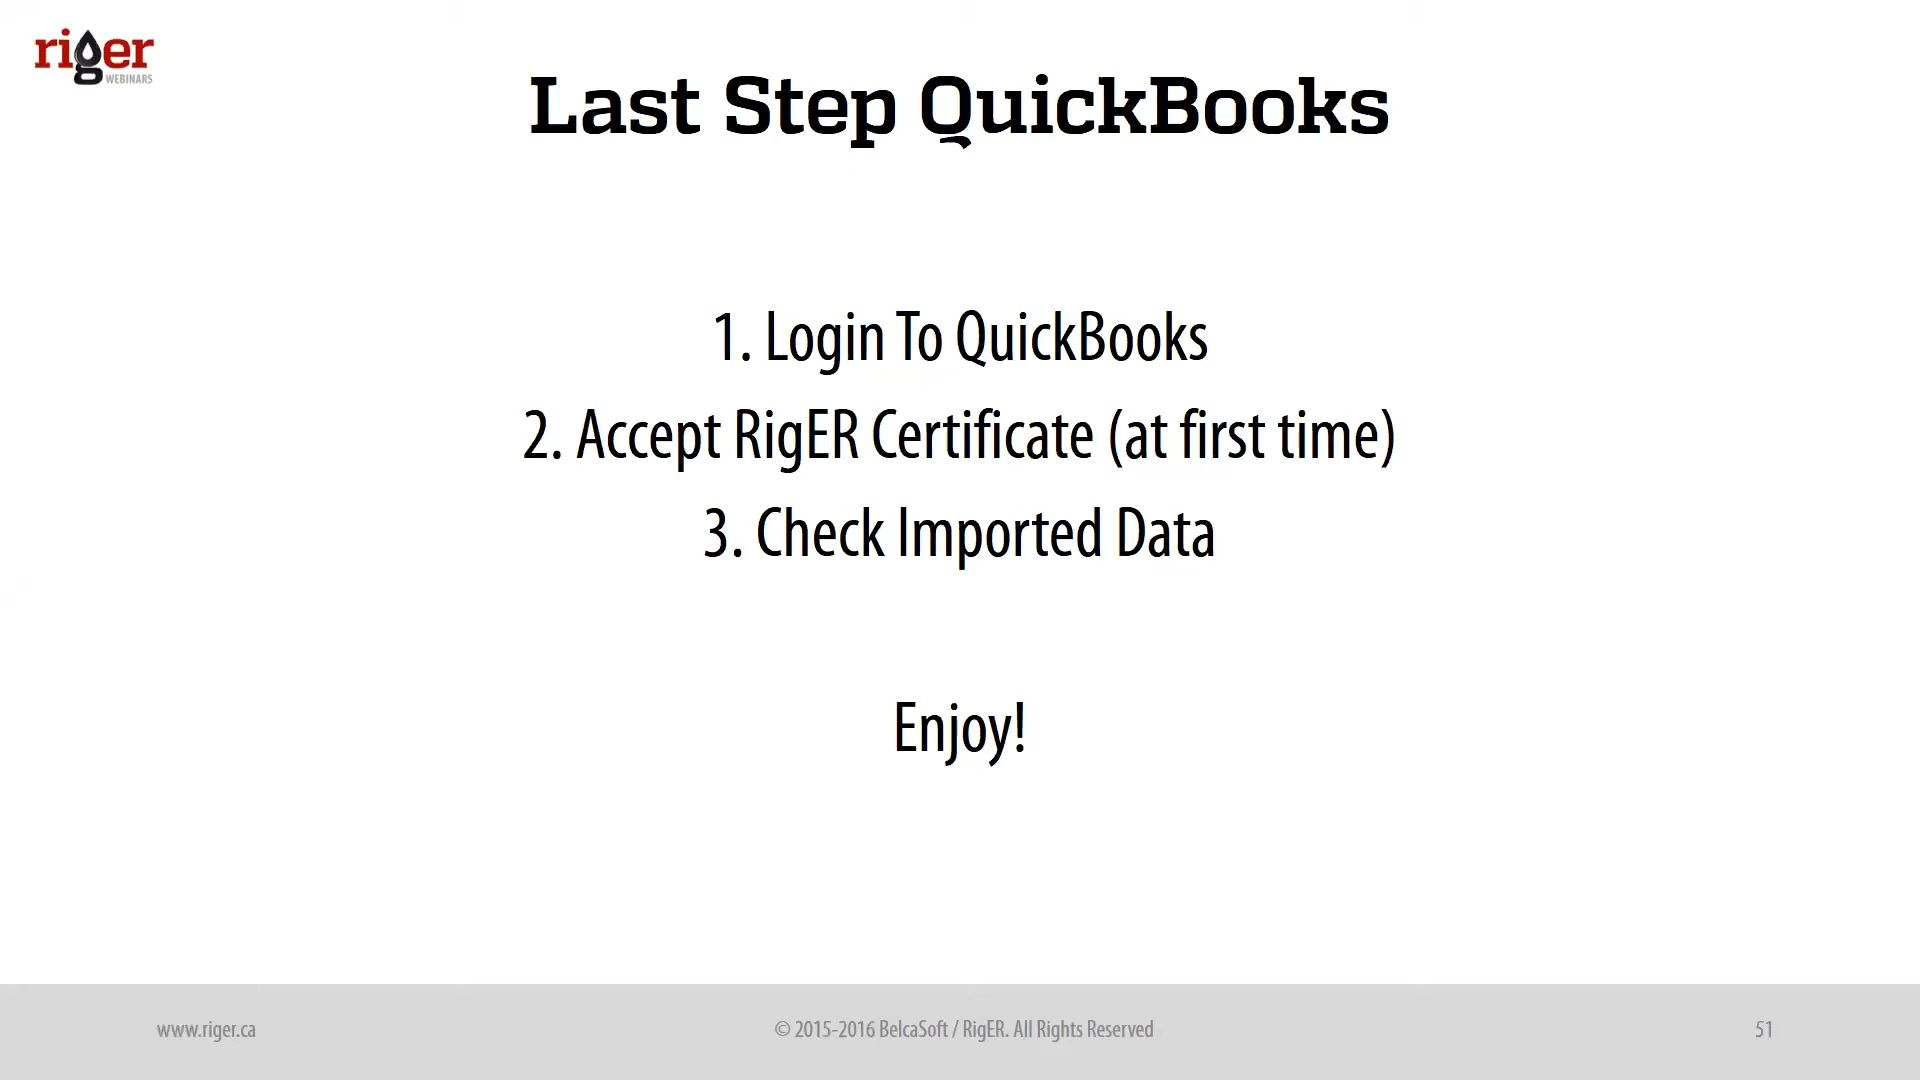 riger
WEBINARS
Last Step QuickBooks
1. Login To QuickBooks
2. Accept RigER Certificate (at first time)
3. Check Imported Data
Enjoy!
www.riger.ca
© 2015-2016 BelcaSoft / RigER. All Rights Reserved
51